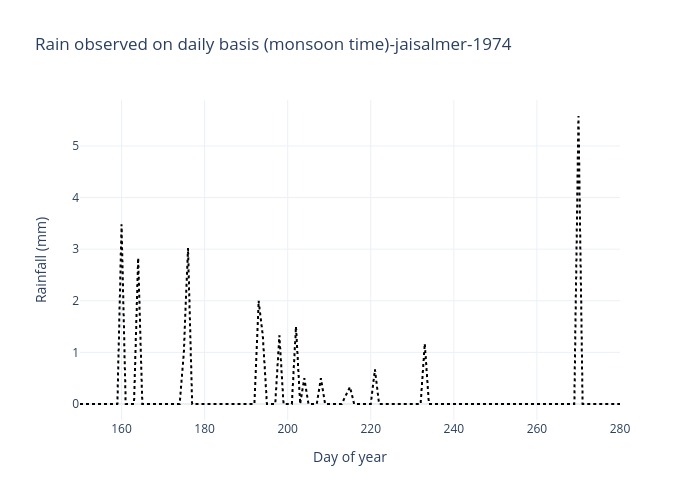 Rain observed on daily basis (monsoon time)-jaisalmer-1974
5
4
3
2
1
0
Rainfall (mm)
160 180 200 220 240 260 280
Day of year